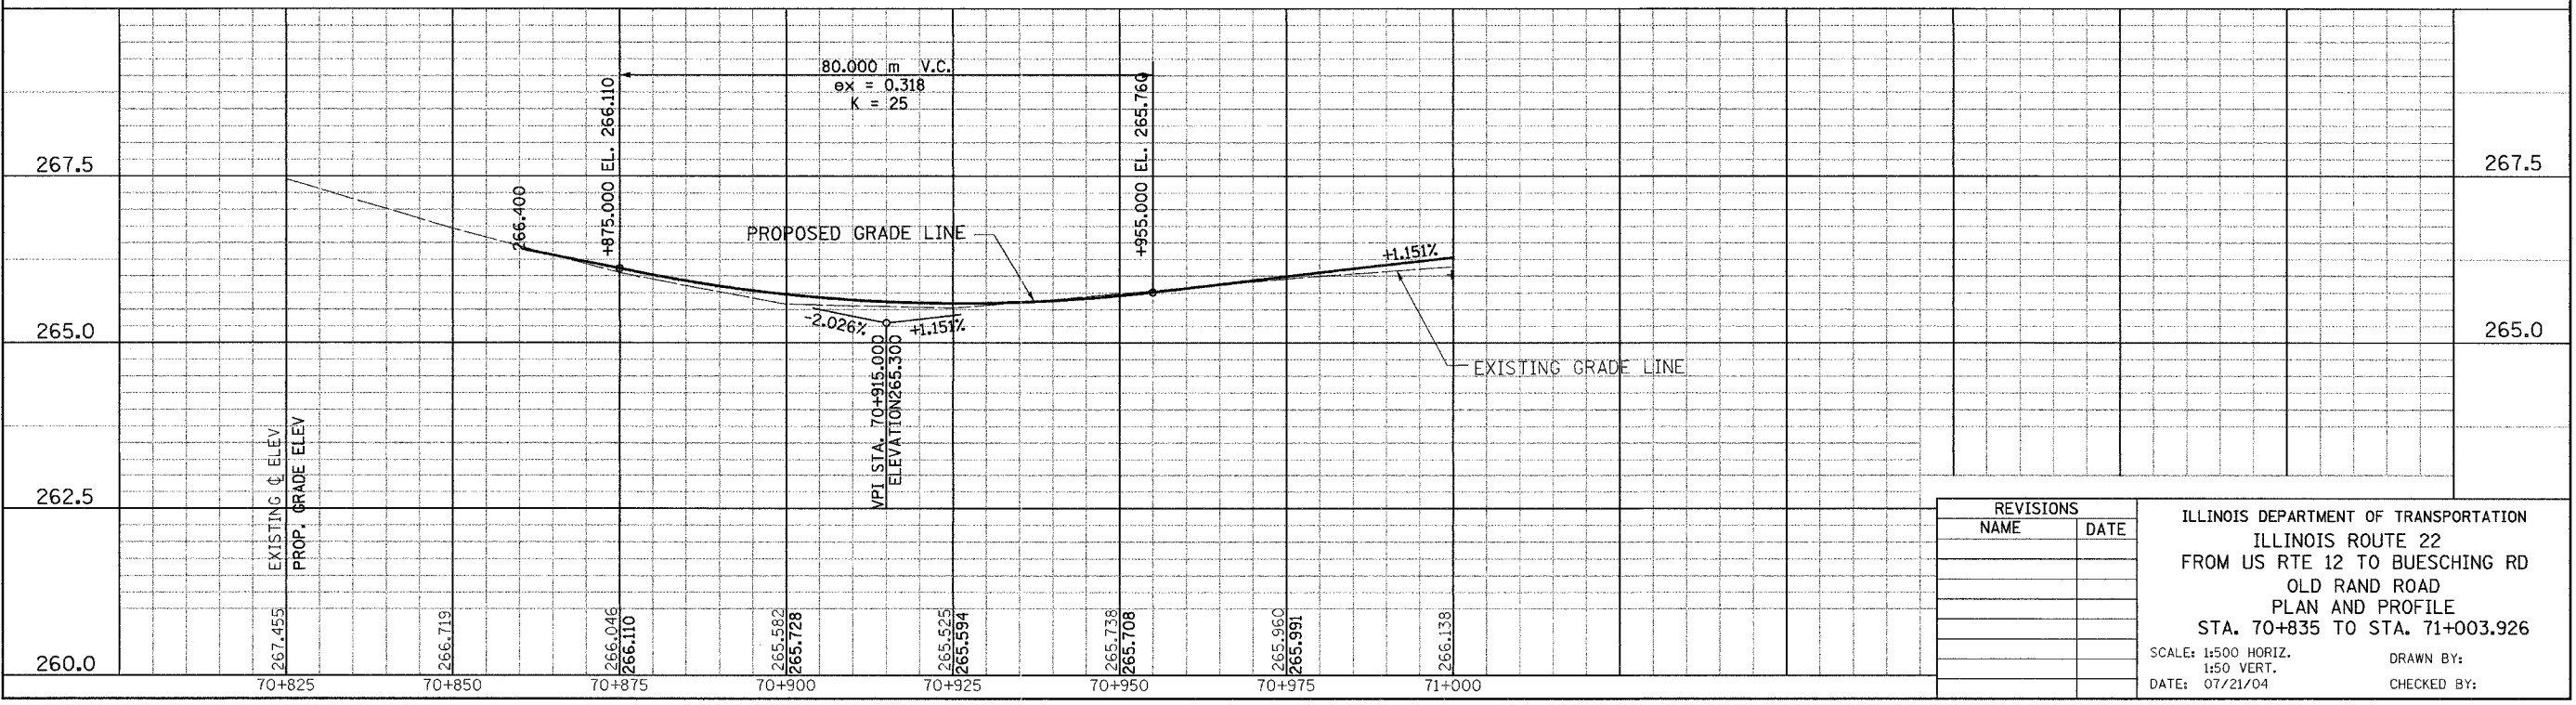 80.000 m V.C.
ex = 0.318
K = 25
+875.000 EL. 266.110
+955.000 EL. 265.760
267.5
267.5
266.400
PROPOSED GRADE LINE
+1.151%
-2.026%
+1.151%
265.0
265.0
EXISTING GRADE LINE
VPI STA. 70+915.000
ELEVATION265.300
EXISTING ℄ ELEV
PROP. GRADE ELEV
262.5
260.0
267.455
266.719
266.046
266.110
265.582
265.728
265.525
265.594
265.738
265.708
265.960
265.991
266.138
70+825
70+850
70+875
70+900
70+925
70+950
70+975
71+000
REVISIONS
NAME
DATE
ILLINOIS DEPARTMENT OF TRANSPORTATION
ILLINOIS ROUTE 22
FROM US RTE 12 TO BUESCHING RD
OLD RAND ROAD
PLAN AND PROFILE
STA. 70+835 TO STA. 71+003.926
SCALE: 1:500 HORIZ.
1:50 VERT.
DATE: 07/21/04
DRAWN BY:
CHECKED BY: